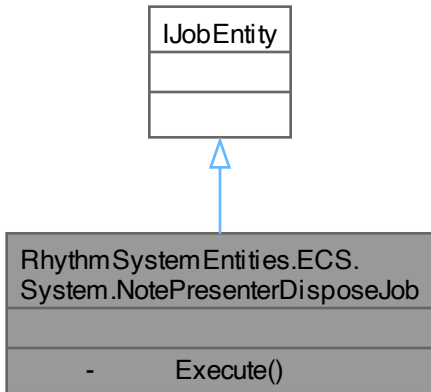 IJobEntity
RhythmSystemEntities.ECS.
System.NotePresenterDisposeJob
- Execute()